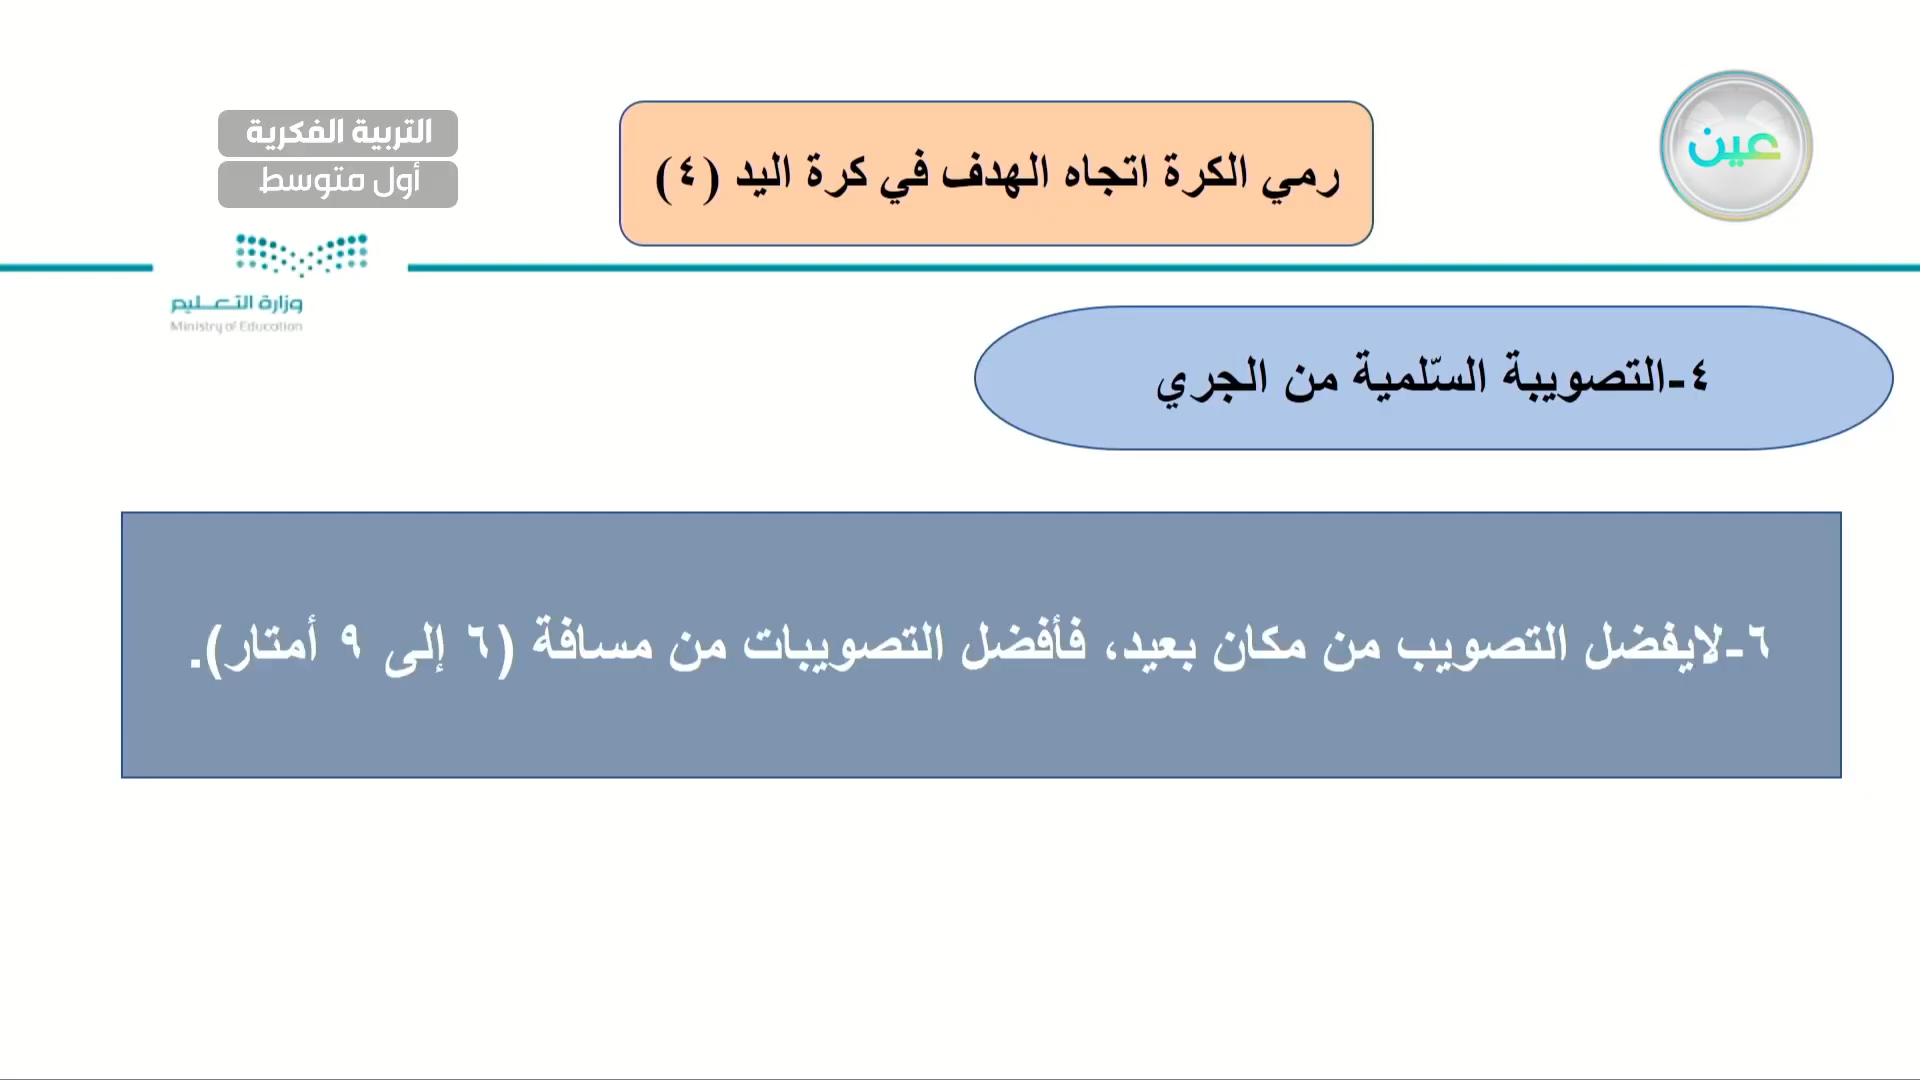 عين
رمي الكرة اتجاه الهدف في كرة اليد (٤)
التربية الفكرية
أول متوسط
وزارة التعليم
Ministry of Education
٤-التصويبة السّلمية من الجري
٦-لايفضل التصويب من مكان بعيد، فأفضل التصويبات من مسافة (٦ إلى ٩ أمتار).